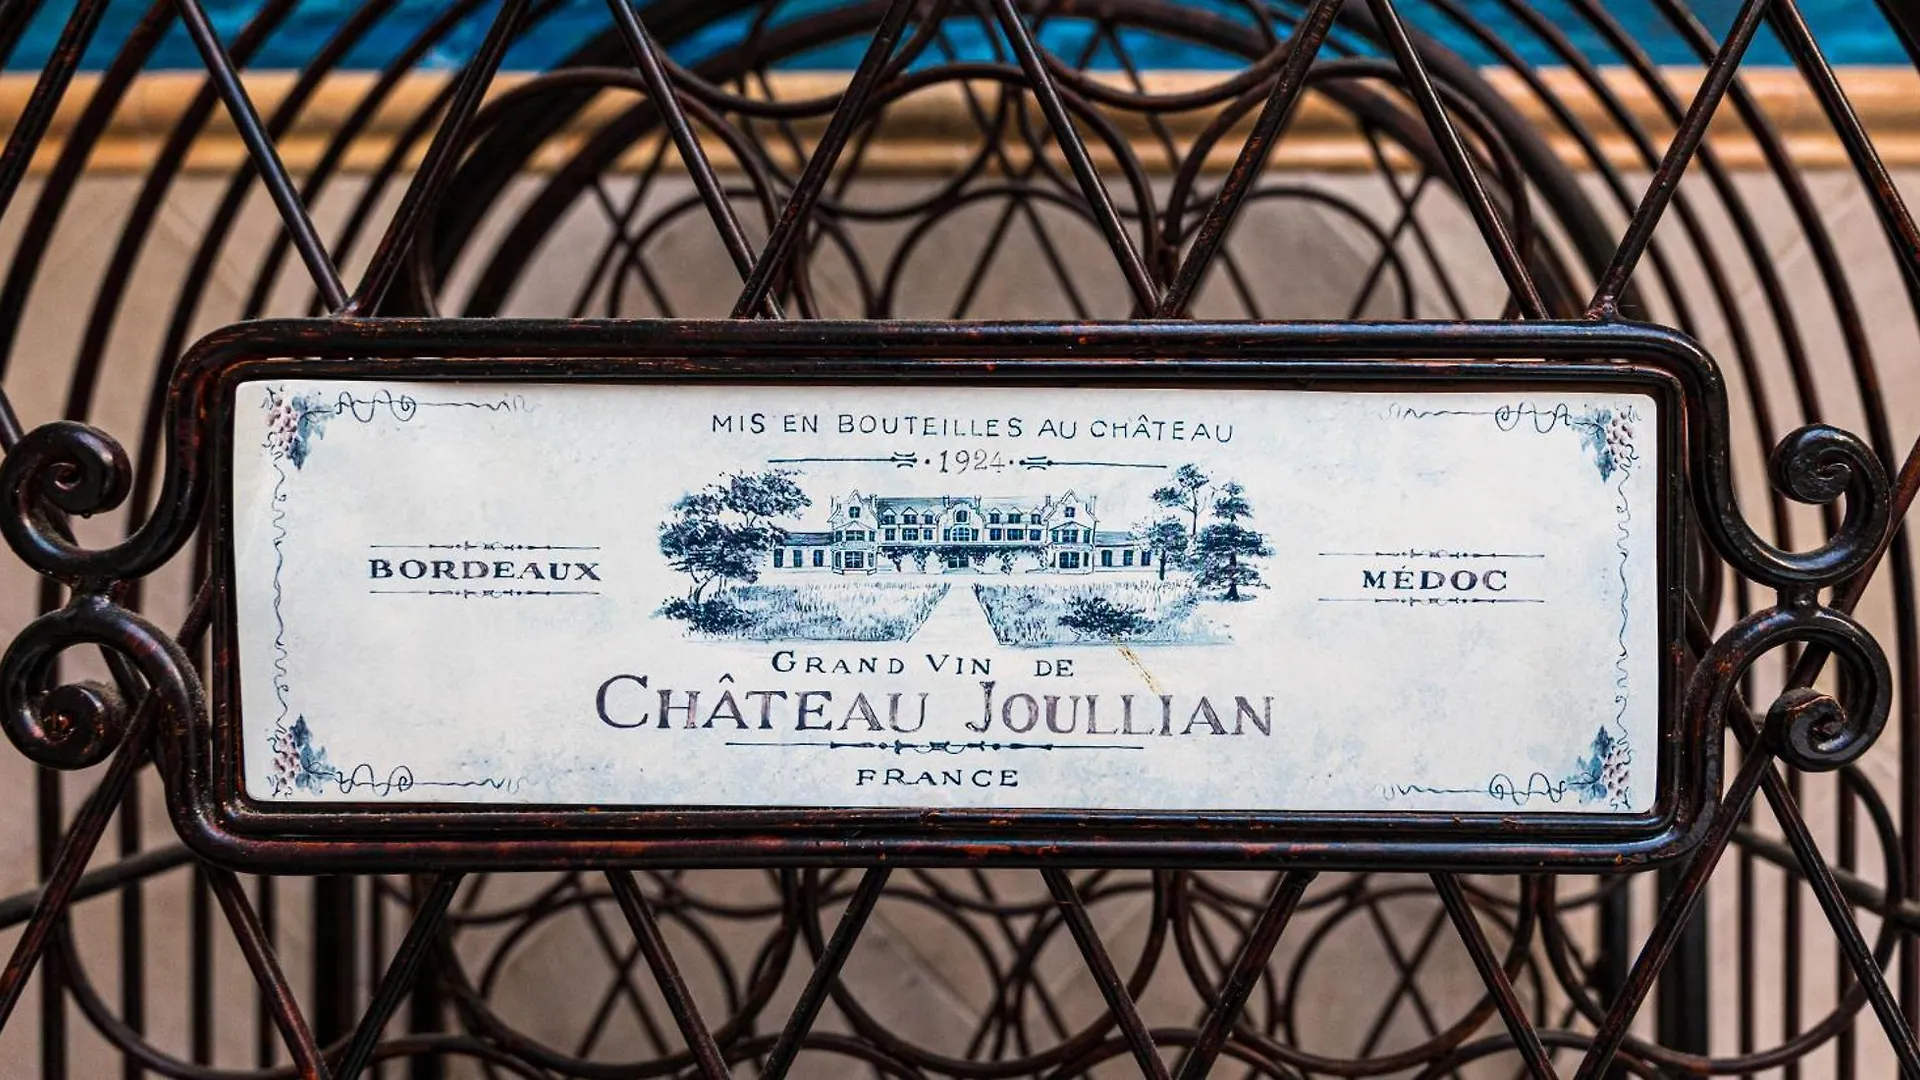 MIS EN BOUTEILLES AU CHÂTEAU
·1924·
BORDEAUX
MÉDOC
GRAND VIN DE
CHÂTEAU JOULLIAN
FRANCE